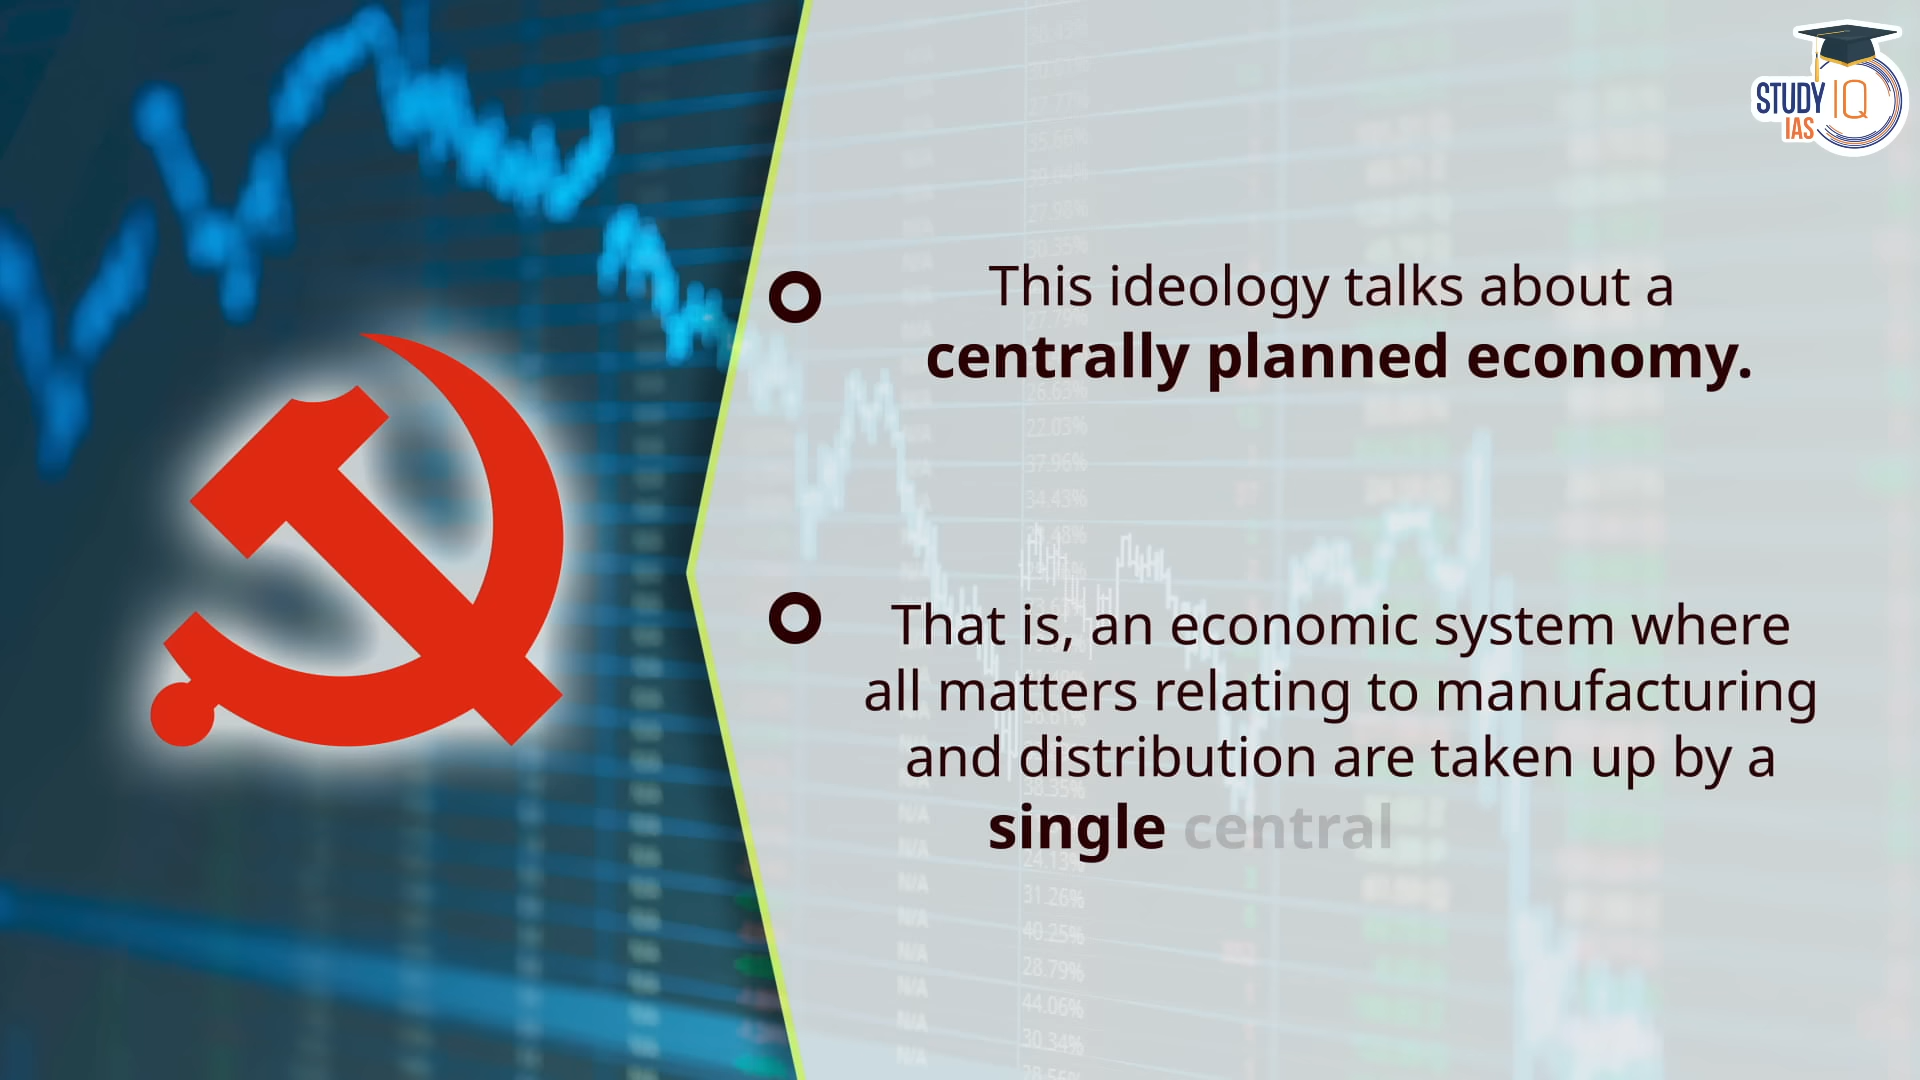 STUDY IQ
IAS
This ideology talks about a
centrally planned economy.
That is, an economic system where
all matters relating to manufacturing
and distribution are taken up by a
single central